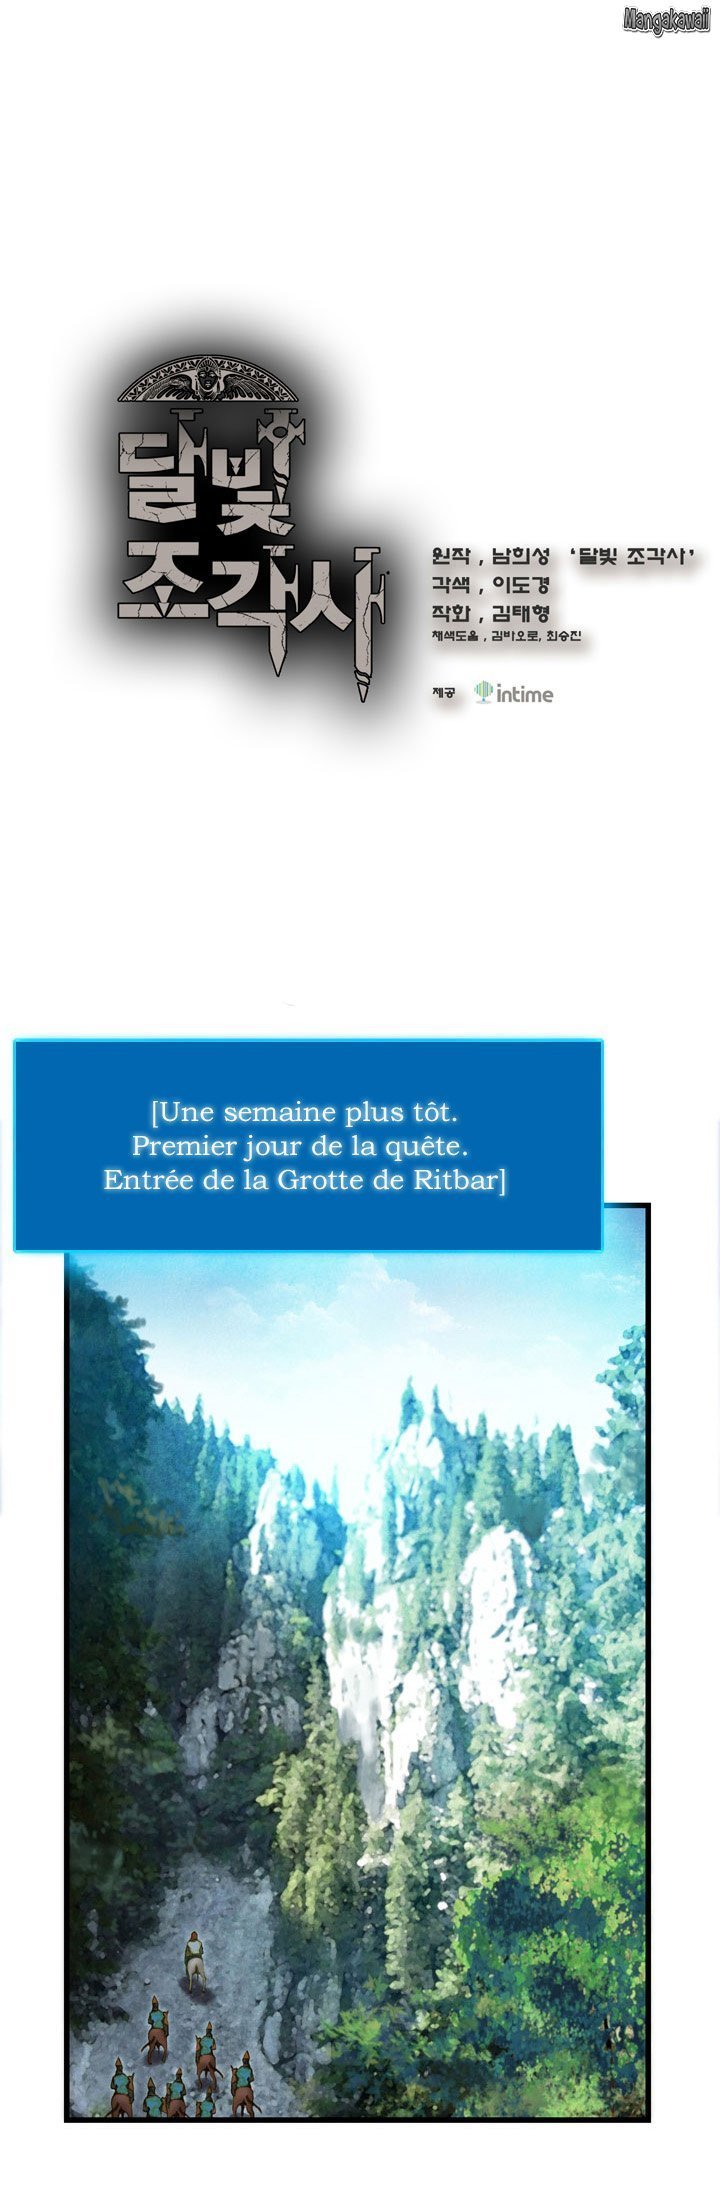 Mangakawaii
달빛
조각사
원작 , 남희성 '달빛 조각사'
각색 , 이도경
작화 , 김태형
채색도움 , 김바오로, 최승진
제공 intime
[Une semaine plus tôt.
Premier jour de la quête.
Entrée de la Grotte de Ritbar]